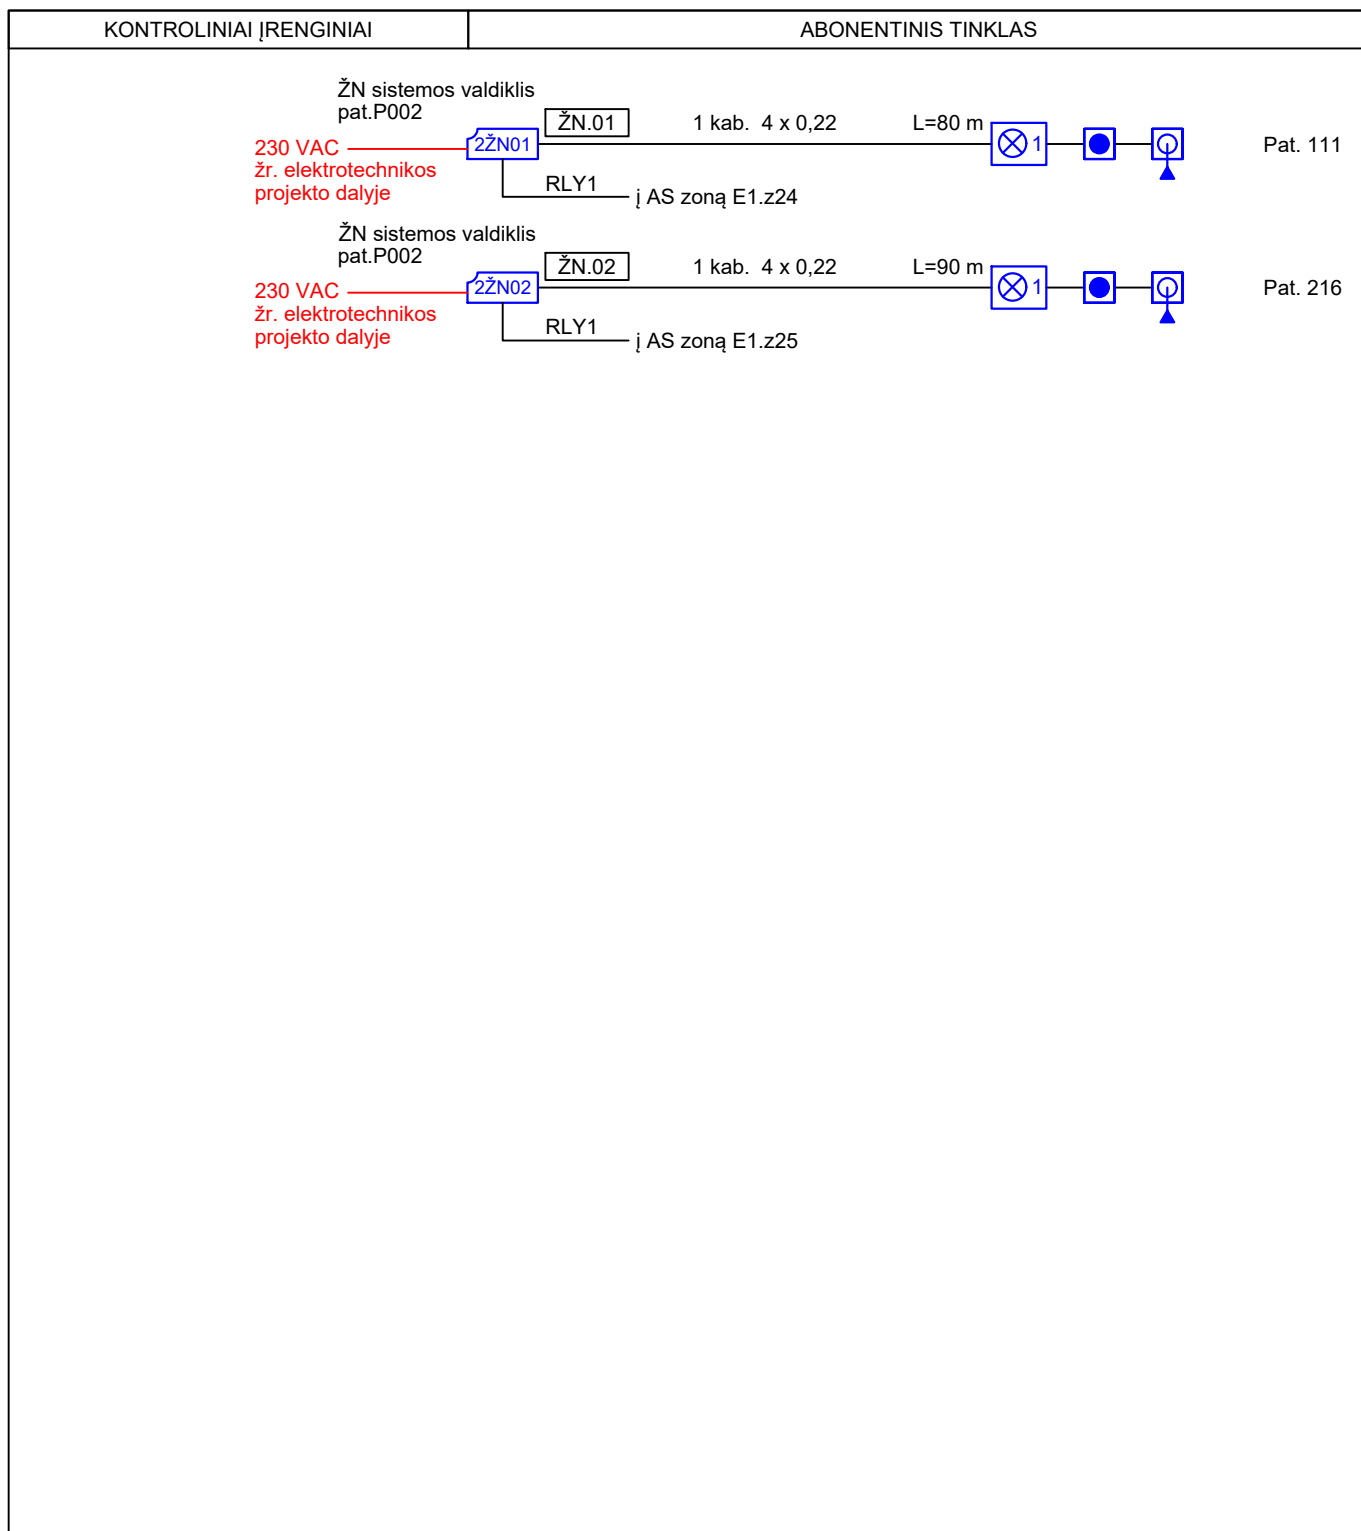 KONTROLINIAI ĮRENGINIAI
ABONENTINIS TINKLAS
ŽN sistemos valdiklis
pat.P002
ŽN.01
1 kab. 4 x 0,22
L=80 m
230 VAC
2ŽN01
1
Pat. 111
žr. elektrotechnikos
projekto dalyje
RLY1
į AS zoną E1.z24
ŽN sistemos valdiklis
pat.P002
ŽN.02
1 kab. 4 x 0,22
L=90 m
230 VAC
2ŽN02
1
Pat. 216
žr. elektrotechnikos
projekto dalyje
RLY1
į AS zoną E1.z25